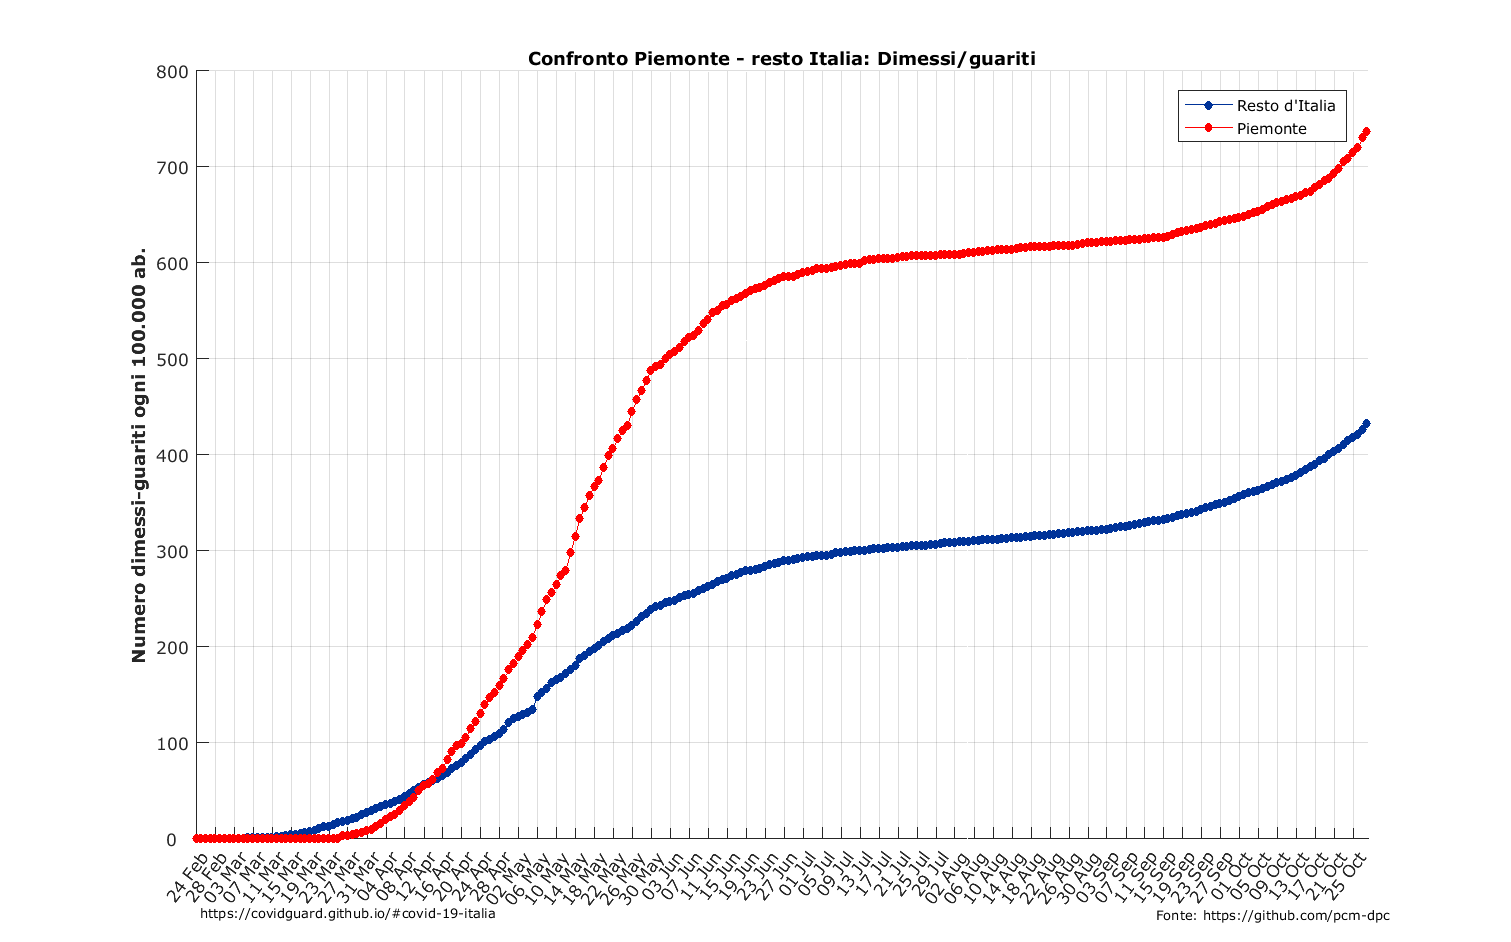 Confronto Piemonte - resto Italia: Dimessi/guariti
Resto d'Italia
Piemonte
Numero dimessi-guariti ogni 100.000 ab.
800
700
600
500
400
300
200
100
0
24 Feb
28 Feb
03 Mar
07 Mar
11 Mar
15 Mar
19 Mar
23 Mar
27 Mar
31 Mar
04 Apr
08 Apr
12 Apr
16 Apr
20 Apr
24 Apr
28 Apr
02 May
06 May
10 May
14 May
18 May
22 May
26 May
30 May
03 Jun
07 Jun
11 Jun
15 Jun
19 Jun
23 Jun
27 Jun
01 Jul
05 Jul
09 Jul
13 Jul
17 Jul
21 Jul
25 Jul
29 Jul
02 Aug
06 Aug
10 Aug
14 Aug
18 Aug
22 Aug
26 Aug
30 Aug
03 Sep
07 Sep
11 Sep
15 Sep
19 Sep
23 Sep
27 Sep
01 Oct
05 Oct
09 Oct
13 Oct
17 Oct
21 Oct
25 Oct
https://covidguard.github.io/#covid-19-italia
Fonte: https://github.com/pcm-dpc